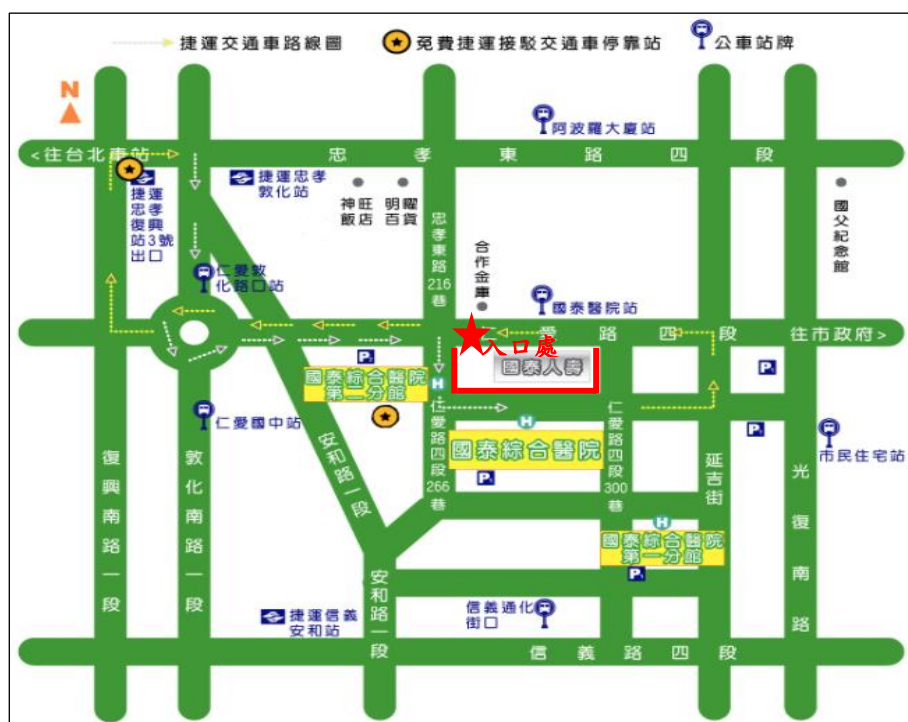 捷運交通車路線圖
免費捷運接駁交通車停靠站
公車站牌
N
阿波羅大廈站
<往台北車站
忠孝東路四段
捷運忠孝復興站3號出口
捷運忠孝
敦化站
神旺
飯店
明曜
百貨
忠孝東路216巷
合作金庫
國父紀念館
仁愛敦
化路口站
國泰醫院站
仁愛路四段
往市政府>
入口處
國泰人壽
P
國泰綜合醫院
第二分館
H
仁愛路四段266巷
H
國泰綜合醫院
P
仁愛路四段300巷
P
P
仁愛國中站
市民住宅站
復興南路一段
敦化南路一段
安和路一段
延吉街
光復南路
H
國泰綜合醫院
第一分館
P
安和路一段
捷運信義
安和站
信義通化
街口
信義路四段